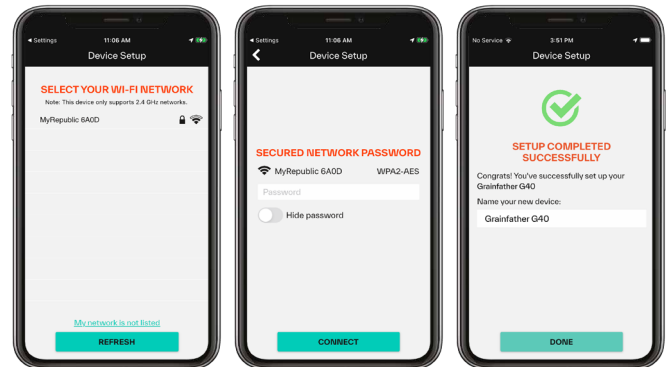 Settings
11:06 AM
Device Setup
SELECT YOUR WI-FI NETWORK
Note: This device only supports 2.4 GHz networks.
MyRepublic 6A0D
My network is not listed
REFRESH
Settings
11:06 AM
Device Setup
SECURED NETWORK PASSWORD
MyRepublic 6A0D WPA2-AES
Password
Hide password
CONNECT
No Service
3:51 PM
Device Setup
SETUP COMPLETED
SUCCESSFULLY
Congrats! You've successfully set up your
Grainfather G40
Name your new device:
Grainfather G40
DONE